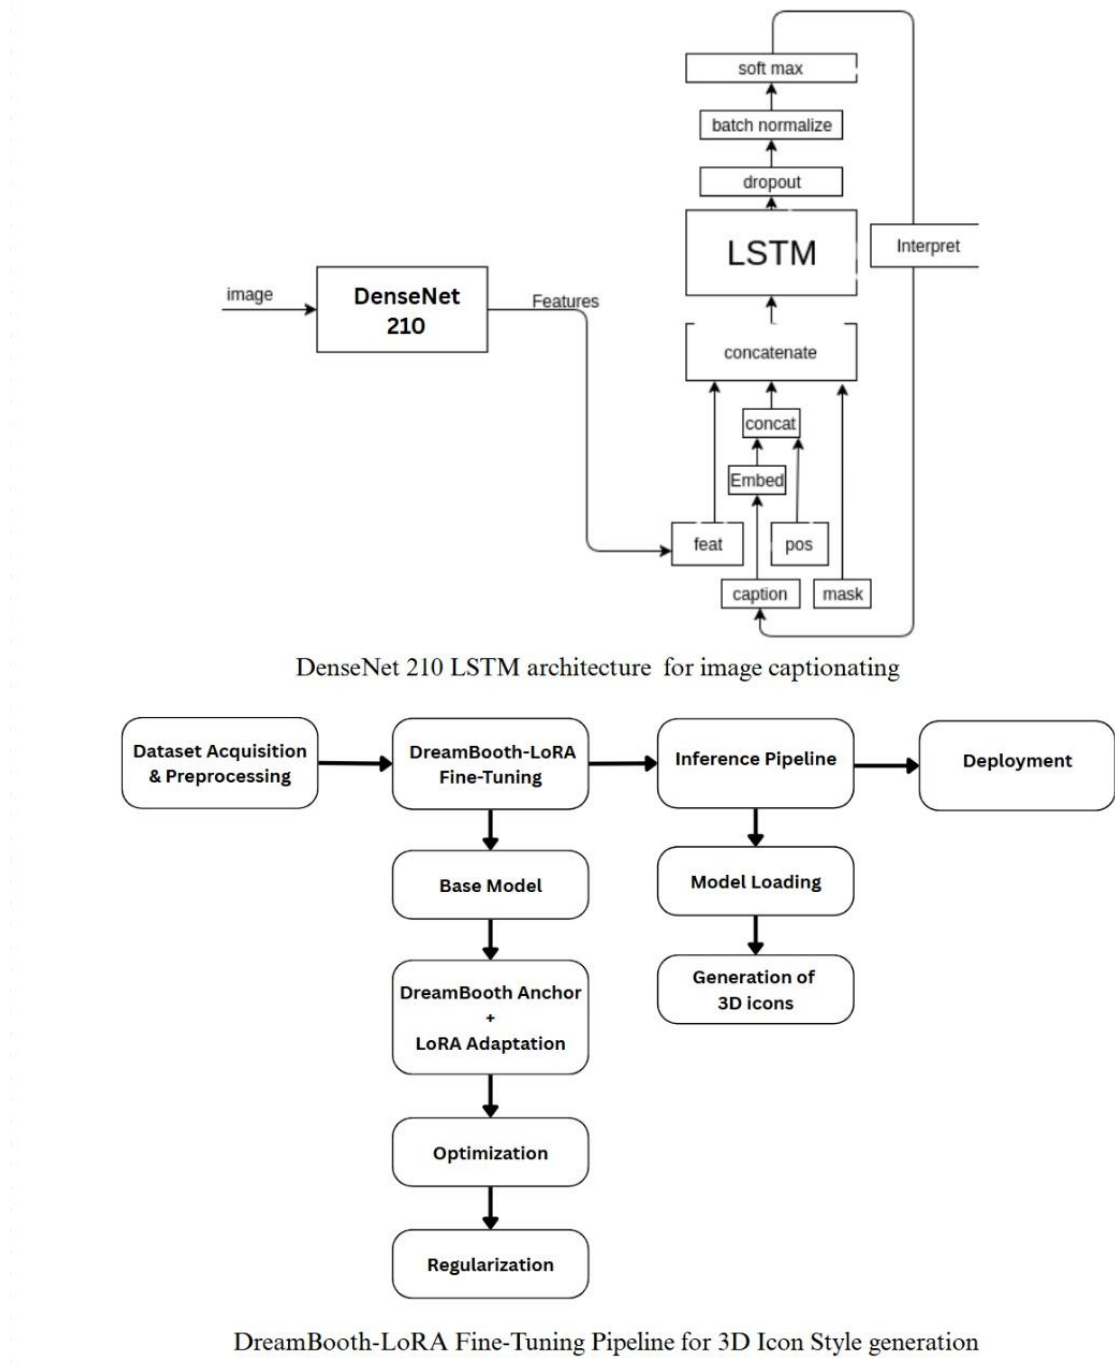 soft max
batch normalize
dropout
LSTM
Interpret
image
DenseNet
210
Features
concatenate
concat
Embed
feat
pos
caption
mask
DenseNet 210 LSTM architecture for image captionating
Dataset Acquisition
& Preprocessing
DreamBooth-LoRA
Fine-Tuning
Inference Pipeline
Deployment
Base Model
Model Loading
DreamBooth Anchor
+
LoRA Adaptation
Generation of
3D icons
Optimization
Regularization
DreamBooth-LoRA Fine-Tuning Pipeline for 3D Icon Style generation